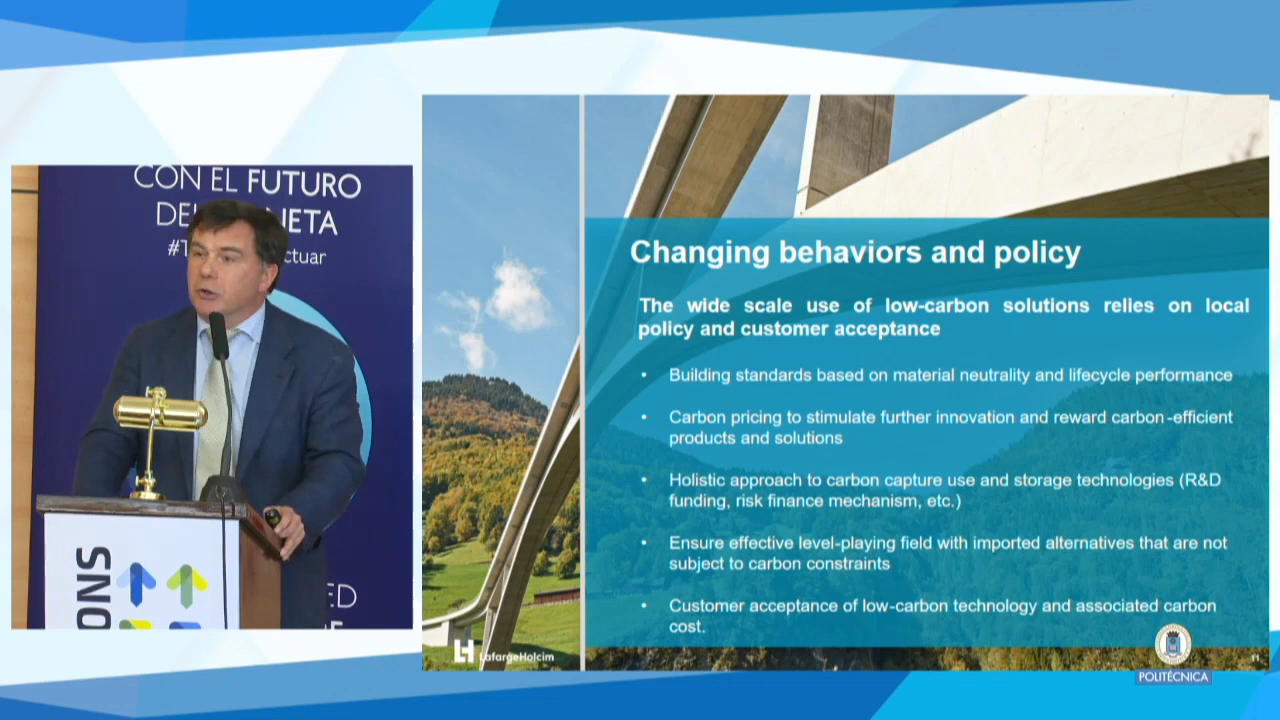 CON EL FUTURO
DEL
#T
ctuar
ONS
ED
Changing behaviors and policy
The wide scale use of low-carbon solutions relies on local
policy and customer acceptance
• Building standards based on material neutrality and lifecycle performance
• Carbon pricing to stimulate further innovation and reward carbon-efficient
products and solutions
• Holistic approach to carbon capture use and storage technologies (R&D
funding, risk finance mechanism, etc.)
• Ensure effective level-playing field with imported alternatives that are not
subject to carbon constraints
• Customer acceptance of low-carbon technology and associated carbon
cost.
LafargeHolcim
11
POLITÉCNICA